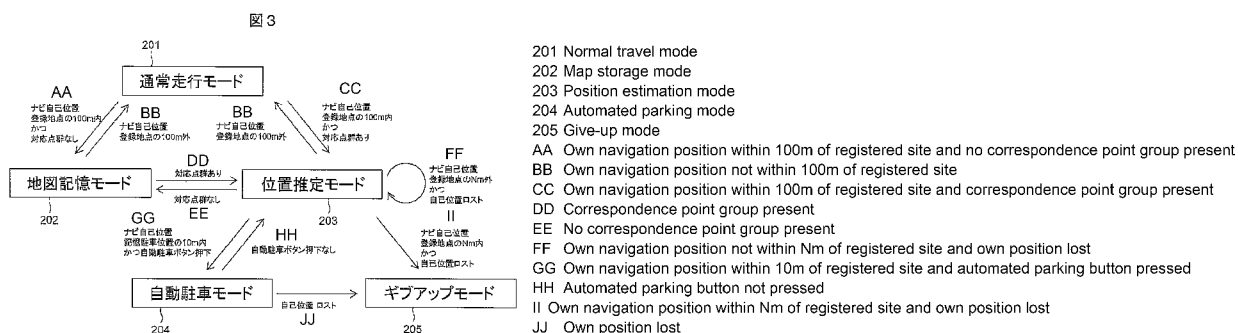 図3
201
通常走行モード
AA
ナビ自己位置
登録地点の100m内
かつ
対応点群なし
BB
ナビ自己位置
登録地点の100m外
BB
ナビ自己位置
登録地点の100m外
CC
ナビ自己位置
登録地点の100m内
かつ
対応点群あり
地図記憶モード
202
DD
対応点群あり
対応点群なし
EE
位置推定モード
203
FF
ナビ自己位置
登録地点のNm外
かつ
自己位置ロスト
GG
ナビ自己位置
記憶駐車位置の10m内
かつ自動駐車ボタン押下
HH
自動駐車ボタン押下なし
II
ナビ自己位置
登録地点のNm内
かつ
自己位置ロスト
自動駐車モード
204
自己位置 ロスト
JJ
ギブアップモード
205
201 Normal travel mode
202 Map storage mode
203 Position estimation mode
204 Automated parking mode
205 Give-up mode
AA Own navigation position within 100m of registered site and no correspondence point group present
BB Own navigation position not within 100m of registered site
CC Own navigation position within 100m of registered site and correspondence point group present
DD Correspondence point group present
EE No correspondence point group present
FF Own navigation position not within Nm of registered site and own position lost
GG Own navigation position within 10m of registered site and automated parking button pressed
HH Automated parking button not pressed
II Own navigation position within Nm of registered site and own position lost
JJ Own position lost